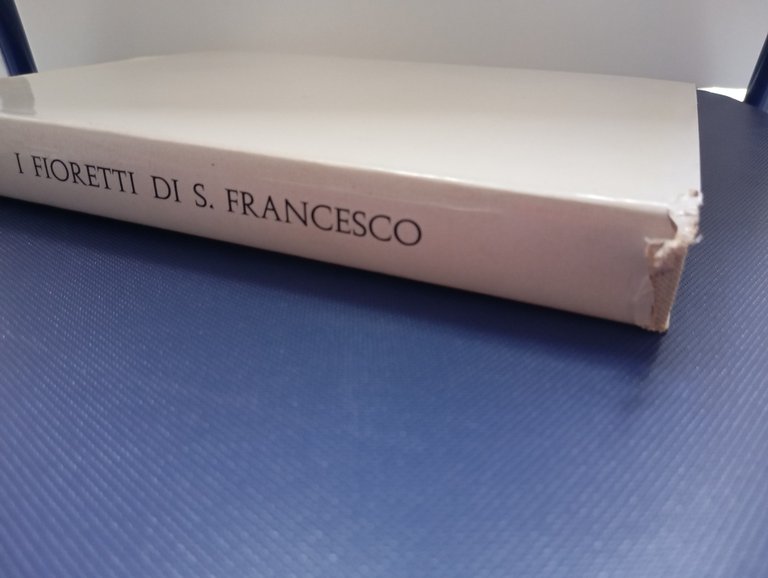 I FIORETTI DI S. FRANCESCO